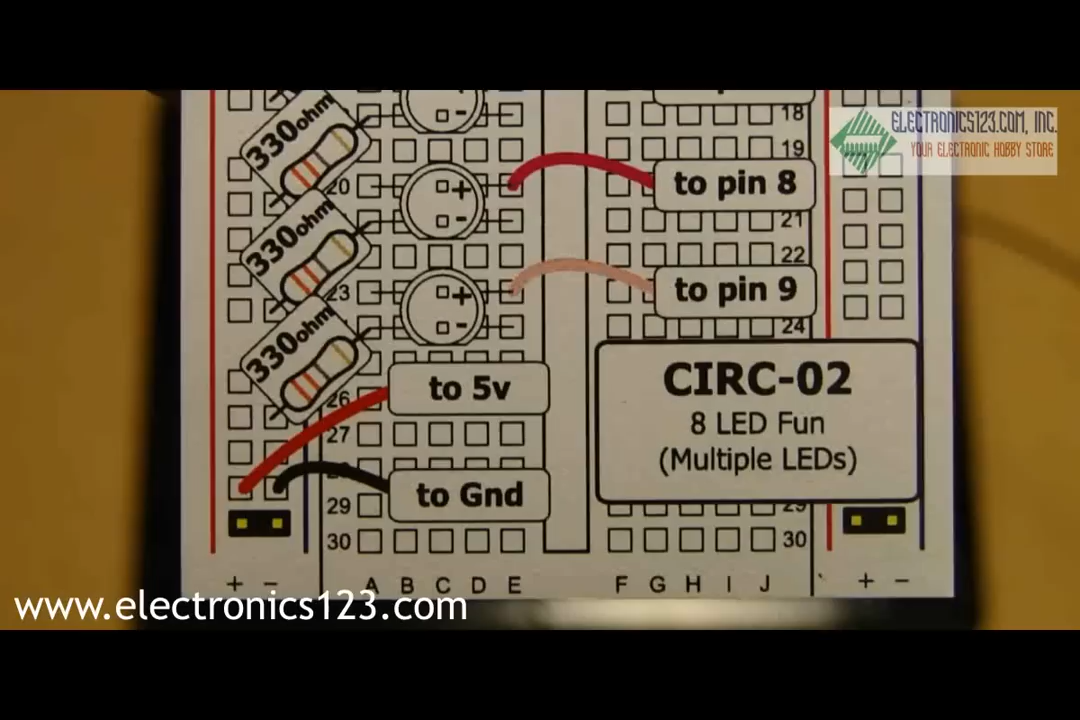 ELECTRONICS123.COM, INC.
YOUR ELECTRONIC HOBBY STORE
18
330ohm
19
20
to pin 8
21
330ohm
22
23
to pin 9
24
330ohm
CIRC-02
8 LED Fun
(Multiple LEDs)
to 5v
26
27
to Gnd
29
29
30
30
+ -
A B C D E
F G H I J
+ -
www.electronics123.com